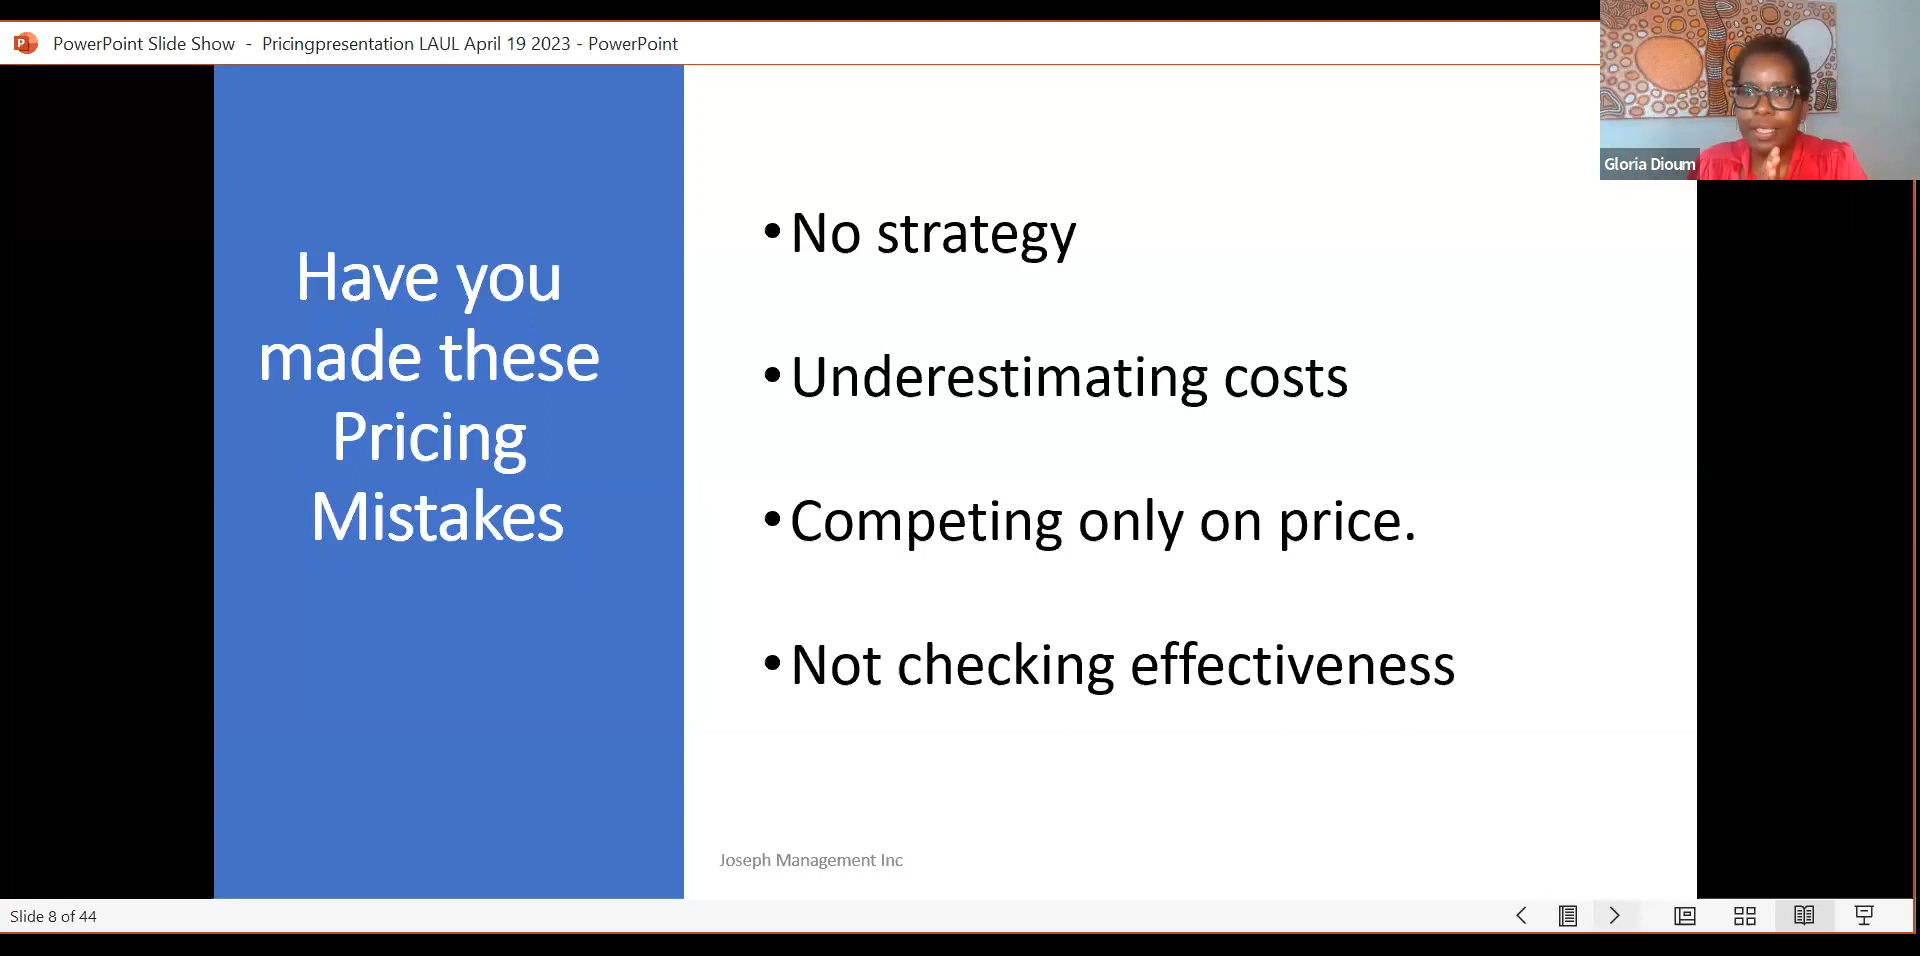 PowerPoint Slide Show - Pricingpresentation LAUL April 19 2023 - PowerPoint
Gloria Dioum
Have you
made these
Pricing
Mistakes
• No strategy
• Underestimating costs
• Competing only on price.
• Not checking effectiveness
Joseph Management Inc
Slide 8 of 44